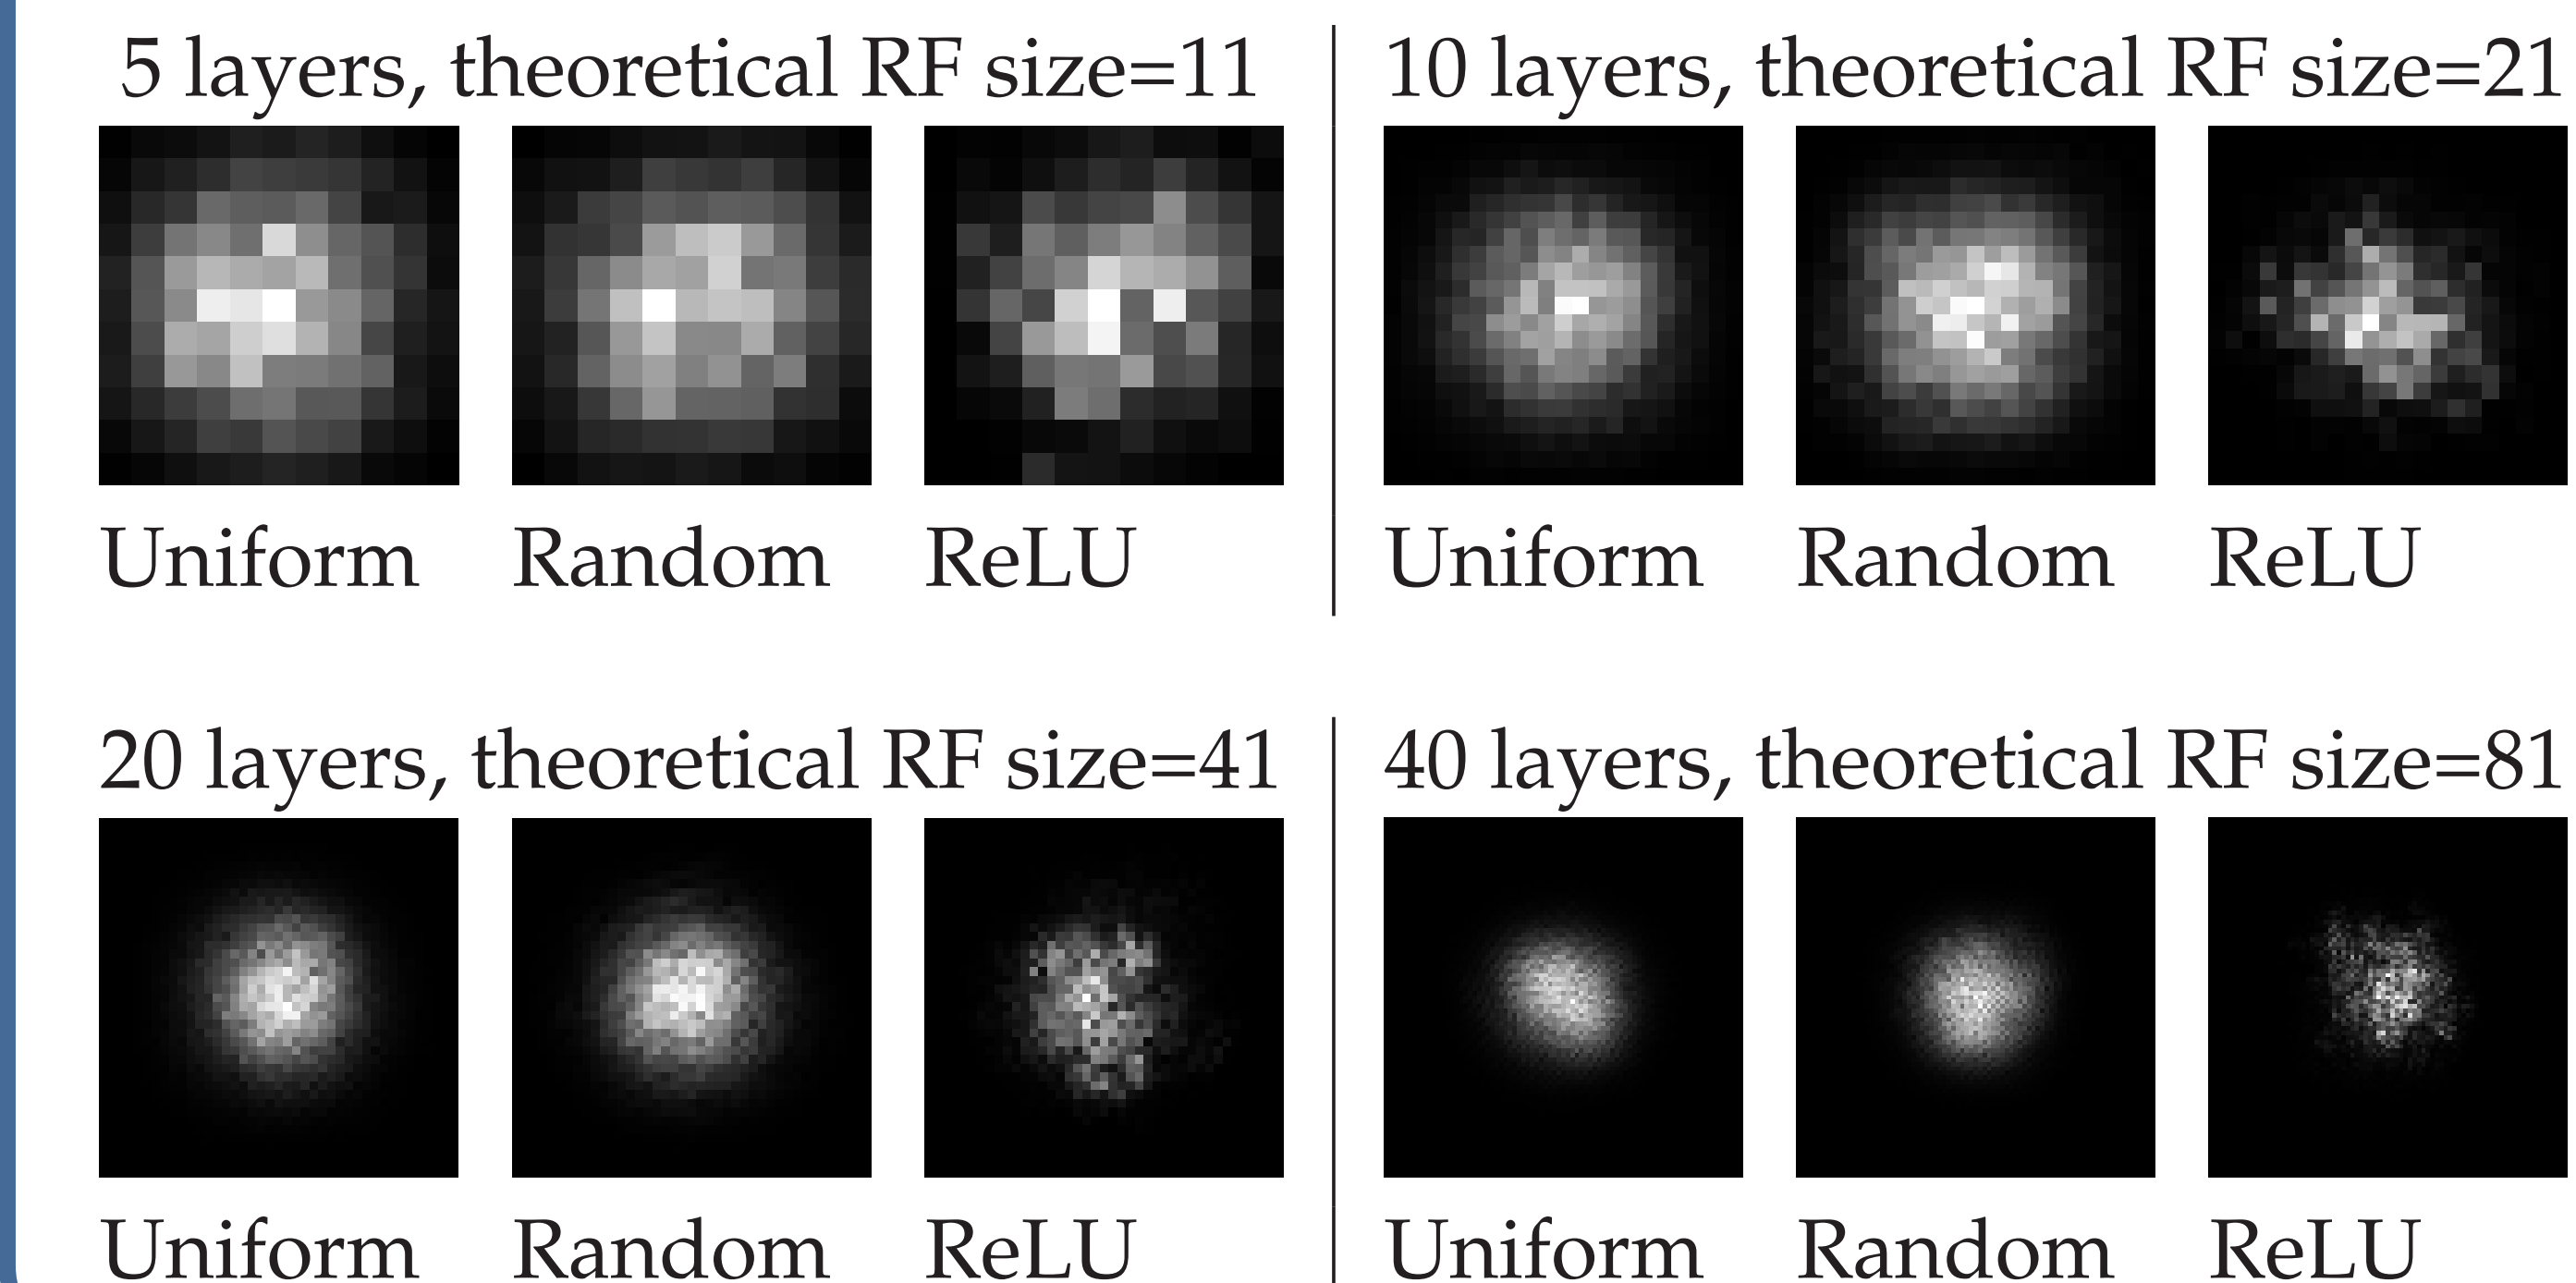 5 layers, theoretical RF size=11
Uniform Random ReLU
10 layers, theoretical RF size=21
Uniform Random ReLU
20 layers, theoretical RF size=41
Uniform Random ReLU
40 layers, theoretical RF size=81
Uniform Random ReLU